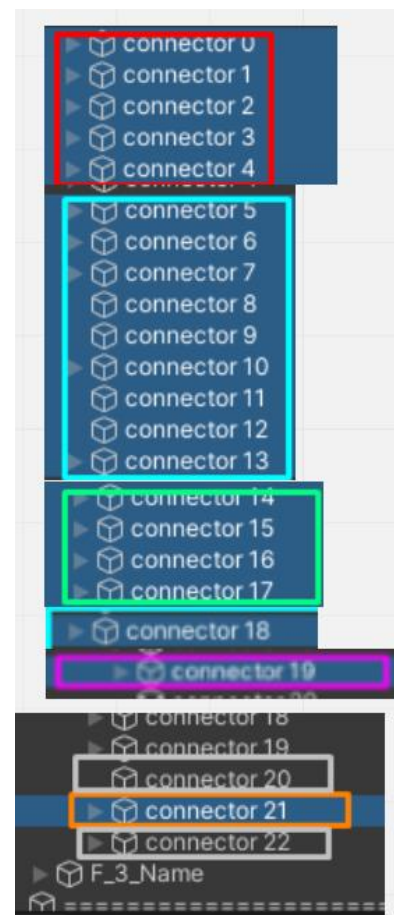 connector 0
connector 1
connector 2
connector 3
connector 4
connector 5
connector 6
connector 7
connector 8
connector 9
connector 10
connector 11
connector 12
connector 13
connector 14
connector 15
connector 16
connector 17
connector 18
connector 19
connector 18
connector 19
connector 20
connector 21
connector 22
F_3_Name
=====================